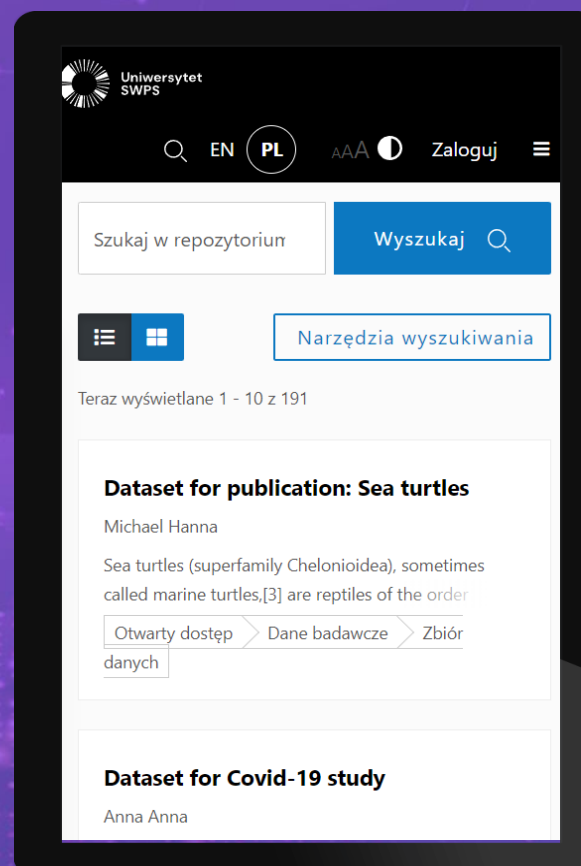 Uniwersytet
SWPS
EN PL AAA Zaloguj
Szukaj w repozytorium
Wyszukaj
Narzędzia wyszukiwania
Teraz wyświetlane 1 - 10 z 191
Dataset for publication: Sea turtles
Michael Hanna
Sea turtles (superfamily Chelonioidea), sometimes
called marine turtles,[3] are reptiles of the order
Otwarty dostęp Dane badawcze Zbiór
danych
Dataset for Covid-19 study
Anna Anna